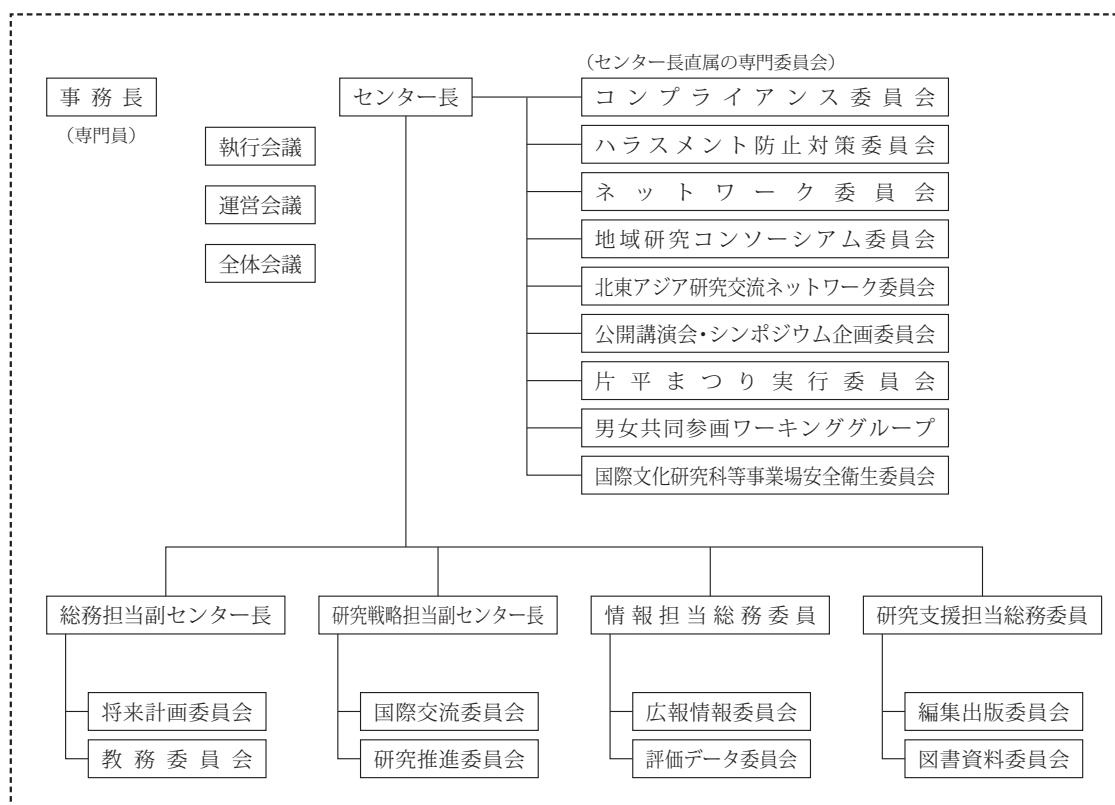 (センター長直属の専門委員会)
事務長
センター長
コンプライアンス委員会
(専門員)
執行会議
ハラスメント防止対策委員会
運営会議
ネットワーク委員会
全体会議
地域研究コンソーシアム委員会
北東アジア研究交流ネットワーク委員会
公開講演会・シンポジウム企画委員会
片平まつり実行委員会
男女共同参画ワーキンググループ
国際文化研究科等事業場安全衛生委員会
総務担当副センター長
研究戦略担当副センター長
情報担当総務委員
研究支援担当総務委員
将来計画委員会
国際交流委員会
広報情報委員会
編集出版委員会
教務委員会
研究推進委員会
評価データ委員会
図書資料委員会